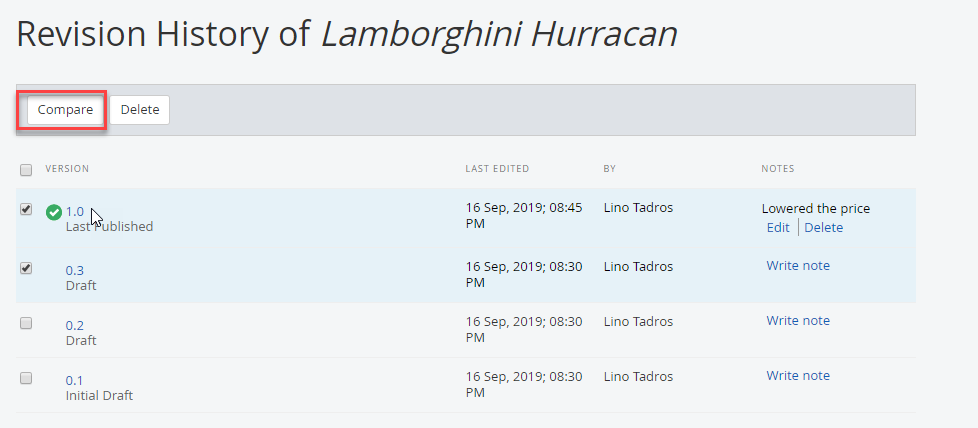 Revision History of Lamborghini Hurracan
Compare Delete
VERSION LAST EDITED BY NOTES
1.0 16 Sep, 2019; 08:45 Lino Tadros Lowered the price
Last Published PM Edit Delete
0.3 16 Sep, 2019; 08:30 Lino Tadros Write note
Draft PM
0.2 16 Sep, 2019; 08:30 Lino Tadros Write note
Draft PM
0.1 16 Sep, 2019; 08:30 Lino Tadros Write note
Initial Draft PM